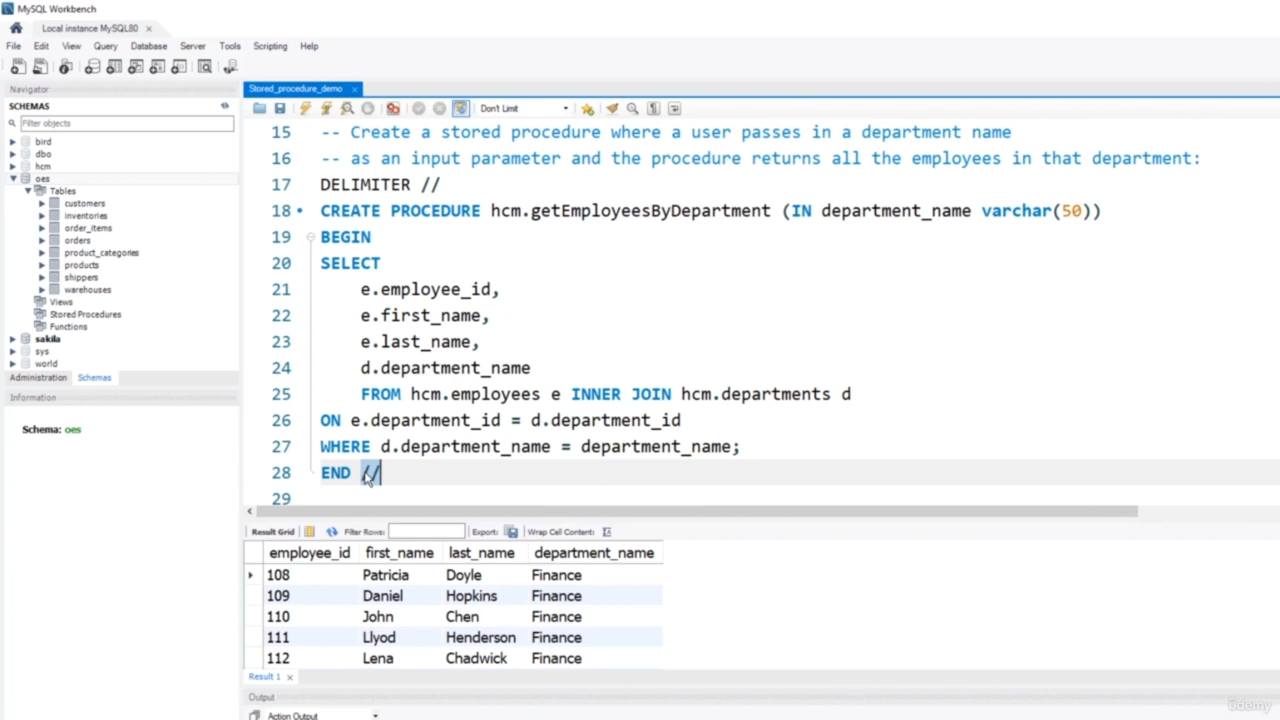 MySQL Workbench
Local instance MySQL80
File Edit View Query Database Server Tools Scripting Help
Navigator
SCHEMAS
Filter objects
bird
dbo
hcm
oes
Tables
customers
inventories
order_items
orders
product_categories
products
shippers
warehouses
Views
Stored Procedures
Functions
sakila
sys
world
Administration Schemas
Information
Schema: oes
Stored_procedure_demo
Don't Limit
15 -- Create a stored procedure where a user passes in a department name
16 -- as an input parameter and the procedure returns all the employees in that department:
17 DELIMITER //
18 CREATE PROCEDURE hcm.getEmployeesByDepartment (IN department_name varchar(50))
19 BEGIN
20 SELECT
21 e.employee_id,
22 e.first_name,
23 e.last_name,
24 d.department_name
25 FROM hcm.employees e INNER JOIN hcm.departments d
26 ON e.department_id = d.department_id
27 WHERE d.department_name = department_name;
28 END //
29
Result Grid Filter Rows: Export: Wrap Cell Content:
employee_id first_name last_name department_name
108 Patricia Doyle Finance
109 Daniel Hopkins Finance
110 John Chen Finance
111 Llyod Henderson Finance
112 Lena Chadwick Finance
Result 1
Output
Action Output
ûdemy